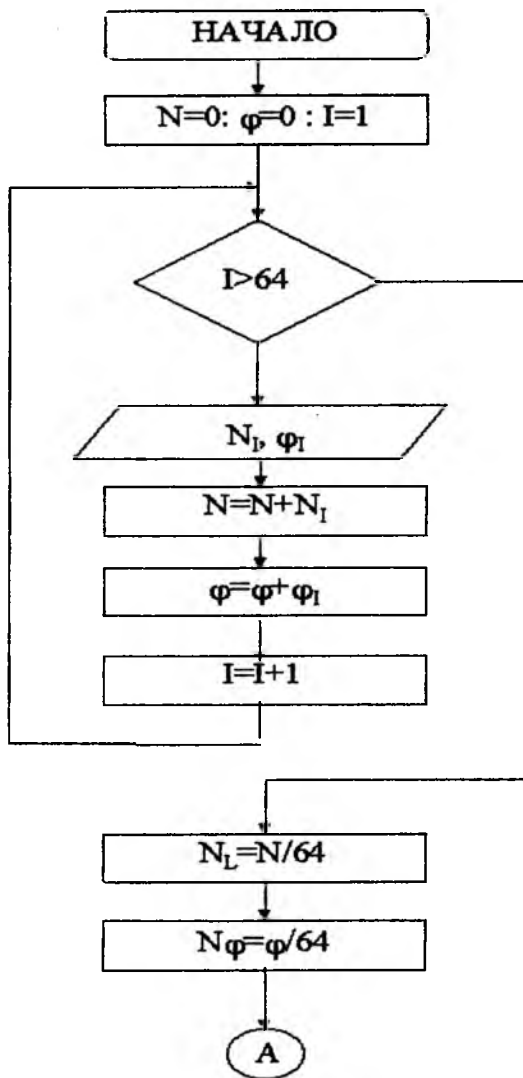 НАЧАЛО
N=0: φ=0 : I=1
I>64
N_I, φ_I
N=N+N_I
φ=φ+φ_I
I=I+1
N_L=N/64
Nφ=φ/64
А